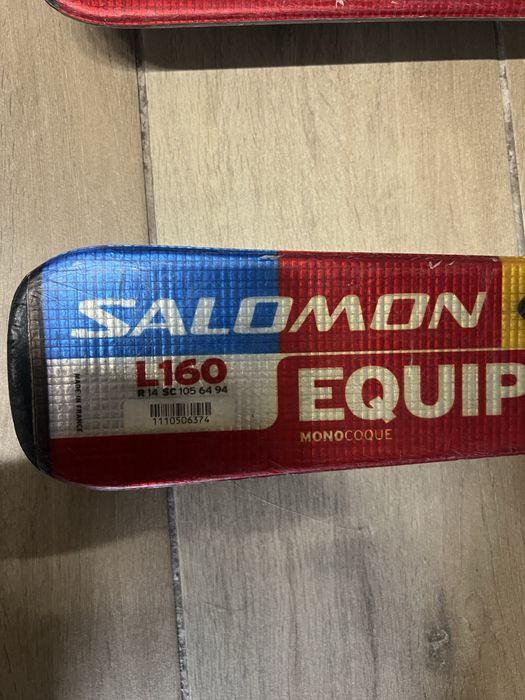 SALOMON
L160
R 14 SC 105 64 94
1110506374
MADE IN FRANCE
EQUIP
MONOCOQUE